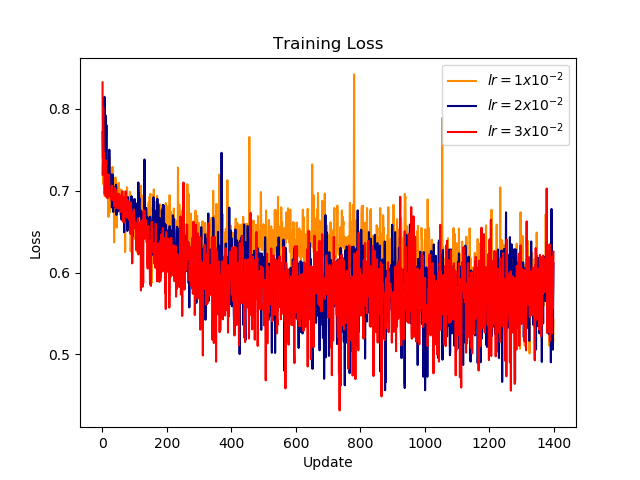 Training Loss
lr = 1x10⁻²
lr = 2x10⁻²
lr = 3x10⁻²
0.8
0.7
0.6
0.5
Loss
0 200 400 600 800 1000 1200 1400
Update